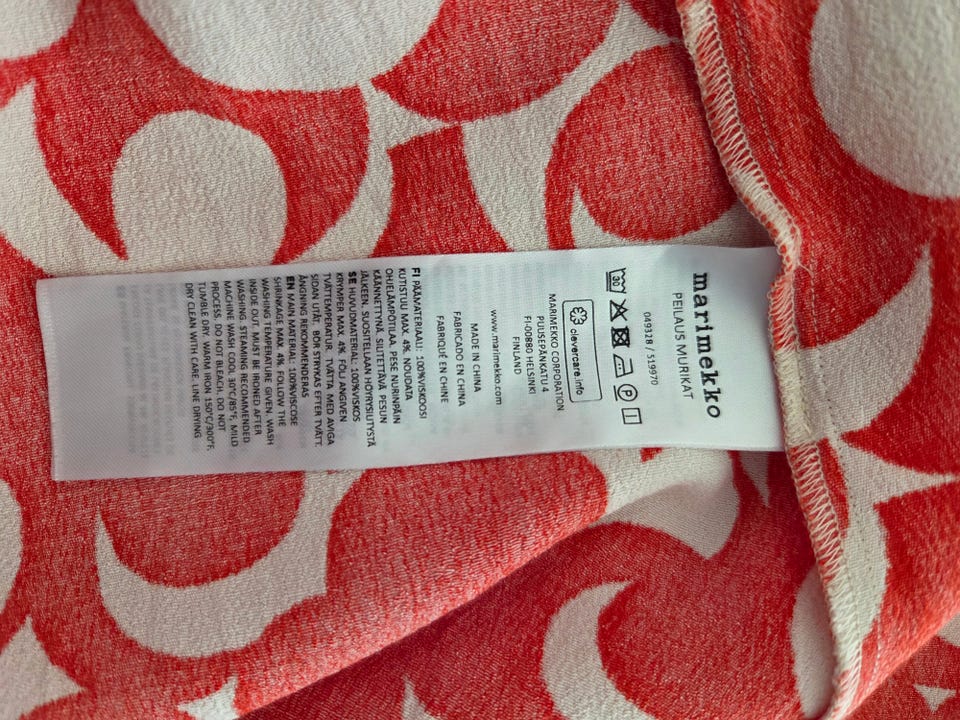 marimekko
PEILAUS MURIKAT
049328 / 519970
30
P
clevercare.info
MARIMEKKO CORPORATION
PUUSEPÄNKATU 4
FI-00880 HELSINKI
FINLAND
www.marimekko.com
MADE IN CHINA
FABRICADO EN CHINA
FABRIQUÉ EN CHINE
FI PÄÄMATERIAALI: 100%VISKOOSI
KUTISTUU MAX. 4%. NOUDATA
OHJELÄMPÖTILAA. PESE NURINPÄIN
KÄÄNNETTYNÄ. SILITETTÄVÄ PESUN
JÄLKEEN. SUOSITELLAN HÖYRYSILITYSTÄ
SE HUVUDMATERIAL: 100%VISKOS
KRYMPER MAX. 4%. FÖLJ ANGIVEN
TVÄTTEMPERATUR. TVÄTTA MED AVIGA
SIDAN UTÅT. BÖR STRYKAS EFTER TVÄTT.
ÅNGNING REKOMMENDERAS
EN MAIN MATERIAL: 100%VISCOSE
SHRINKAGE MAX. 4%. FOLLOW THE
WASHING TEMPERATURE GIVEN. WASH
INSIDE OUT. MUST BE IRONED AFTER
WASHING. STEAMING RECOMMENDED
MACHINE WASH COOL 30°C/85°F, MILD
PROCESS. DO NOT BLEACH. DO NOT
TUMBLE DRY. WARM IRON 150°C/300°F.
DRY CLEAN WITH CARE. LINE DRYING